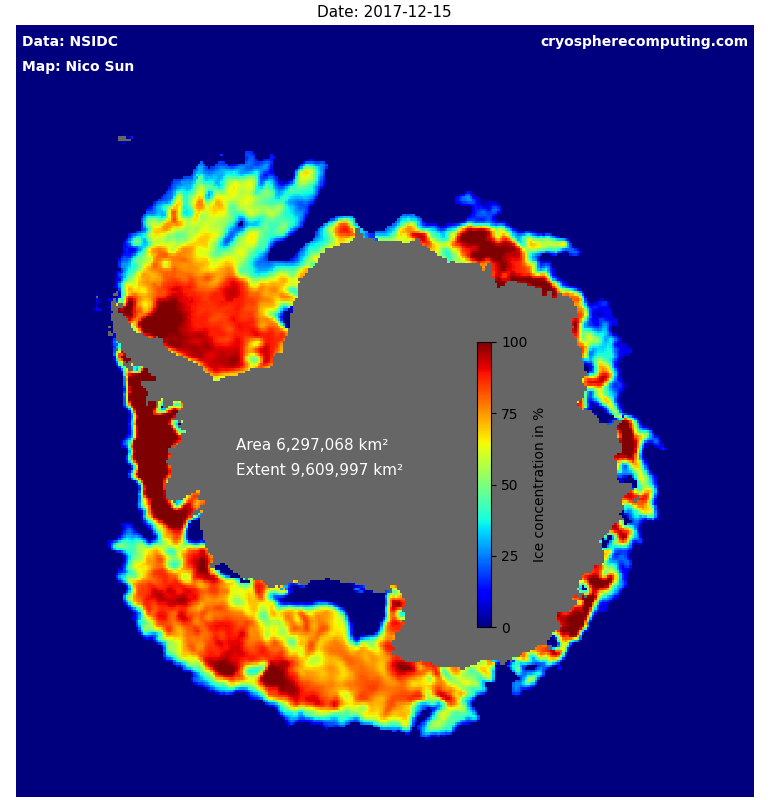 Date: 2017-12-15
Data: NSIDC
cryospherecomputing.com
Map: Nico Sun
100
75
50
25
0
Ice concentration in %
Area 6,297,068 km²
Extent 9,609,997 km²